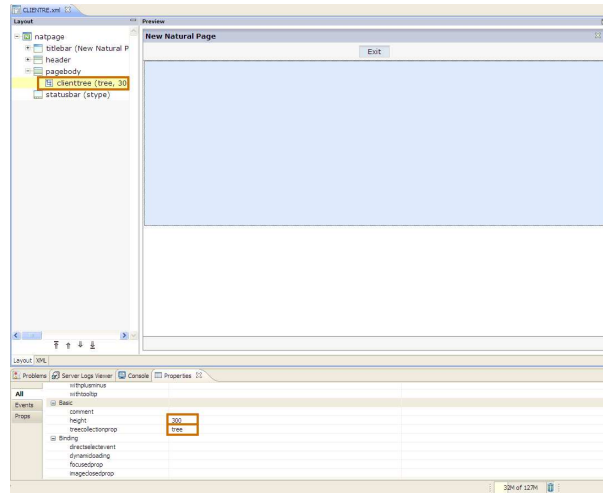 CLIENTRE.xml
Layout
Preview
natpage
titlebar (New Natural P
header
pagebody
clienttree (tree, 30
statusbar (stype)
New Natural Page
Exit
Layout XML
Problems Server Logs Viewer Console Properties
All
Events
Props
withplusminus
withtooltip
Basic
comment
height 300
treecollectionprop tree
Binding
directselectevent
dynamicloading
focusedprop
imageclosedprop
32M of 127M